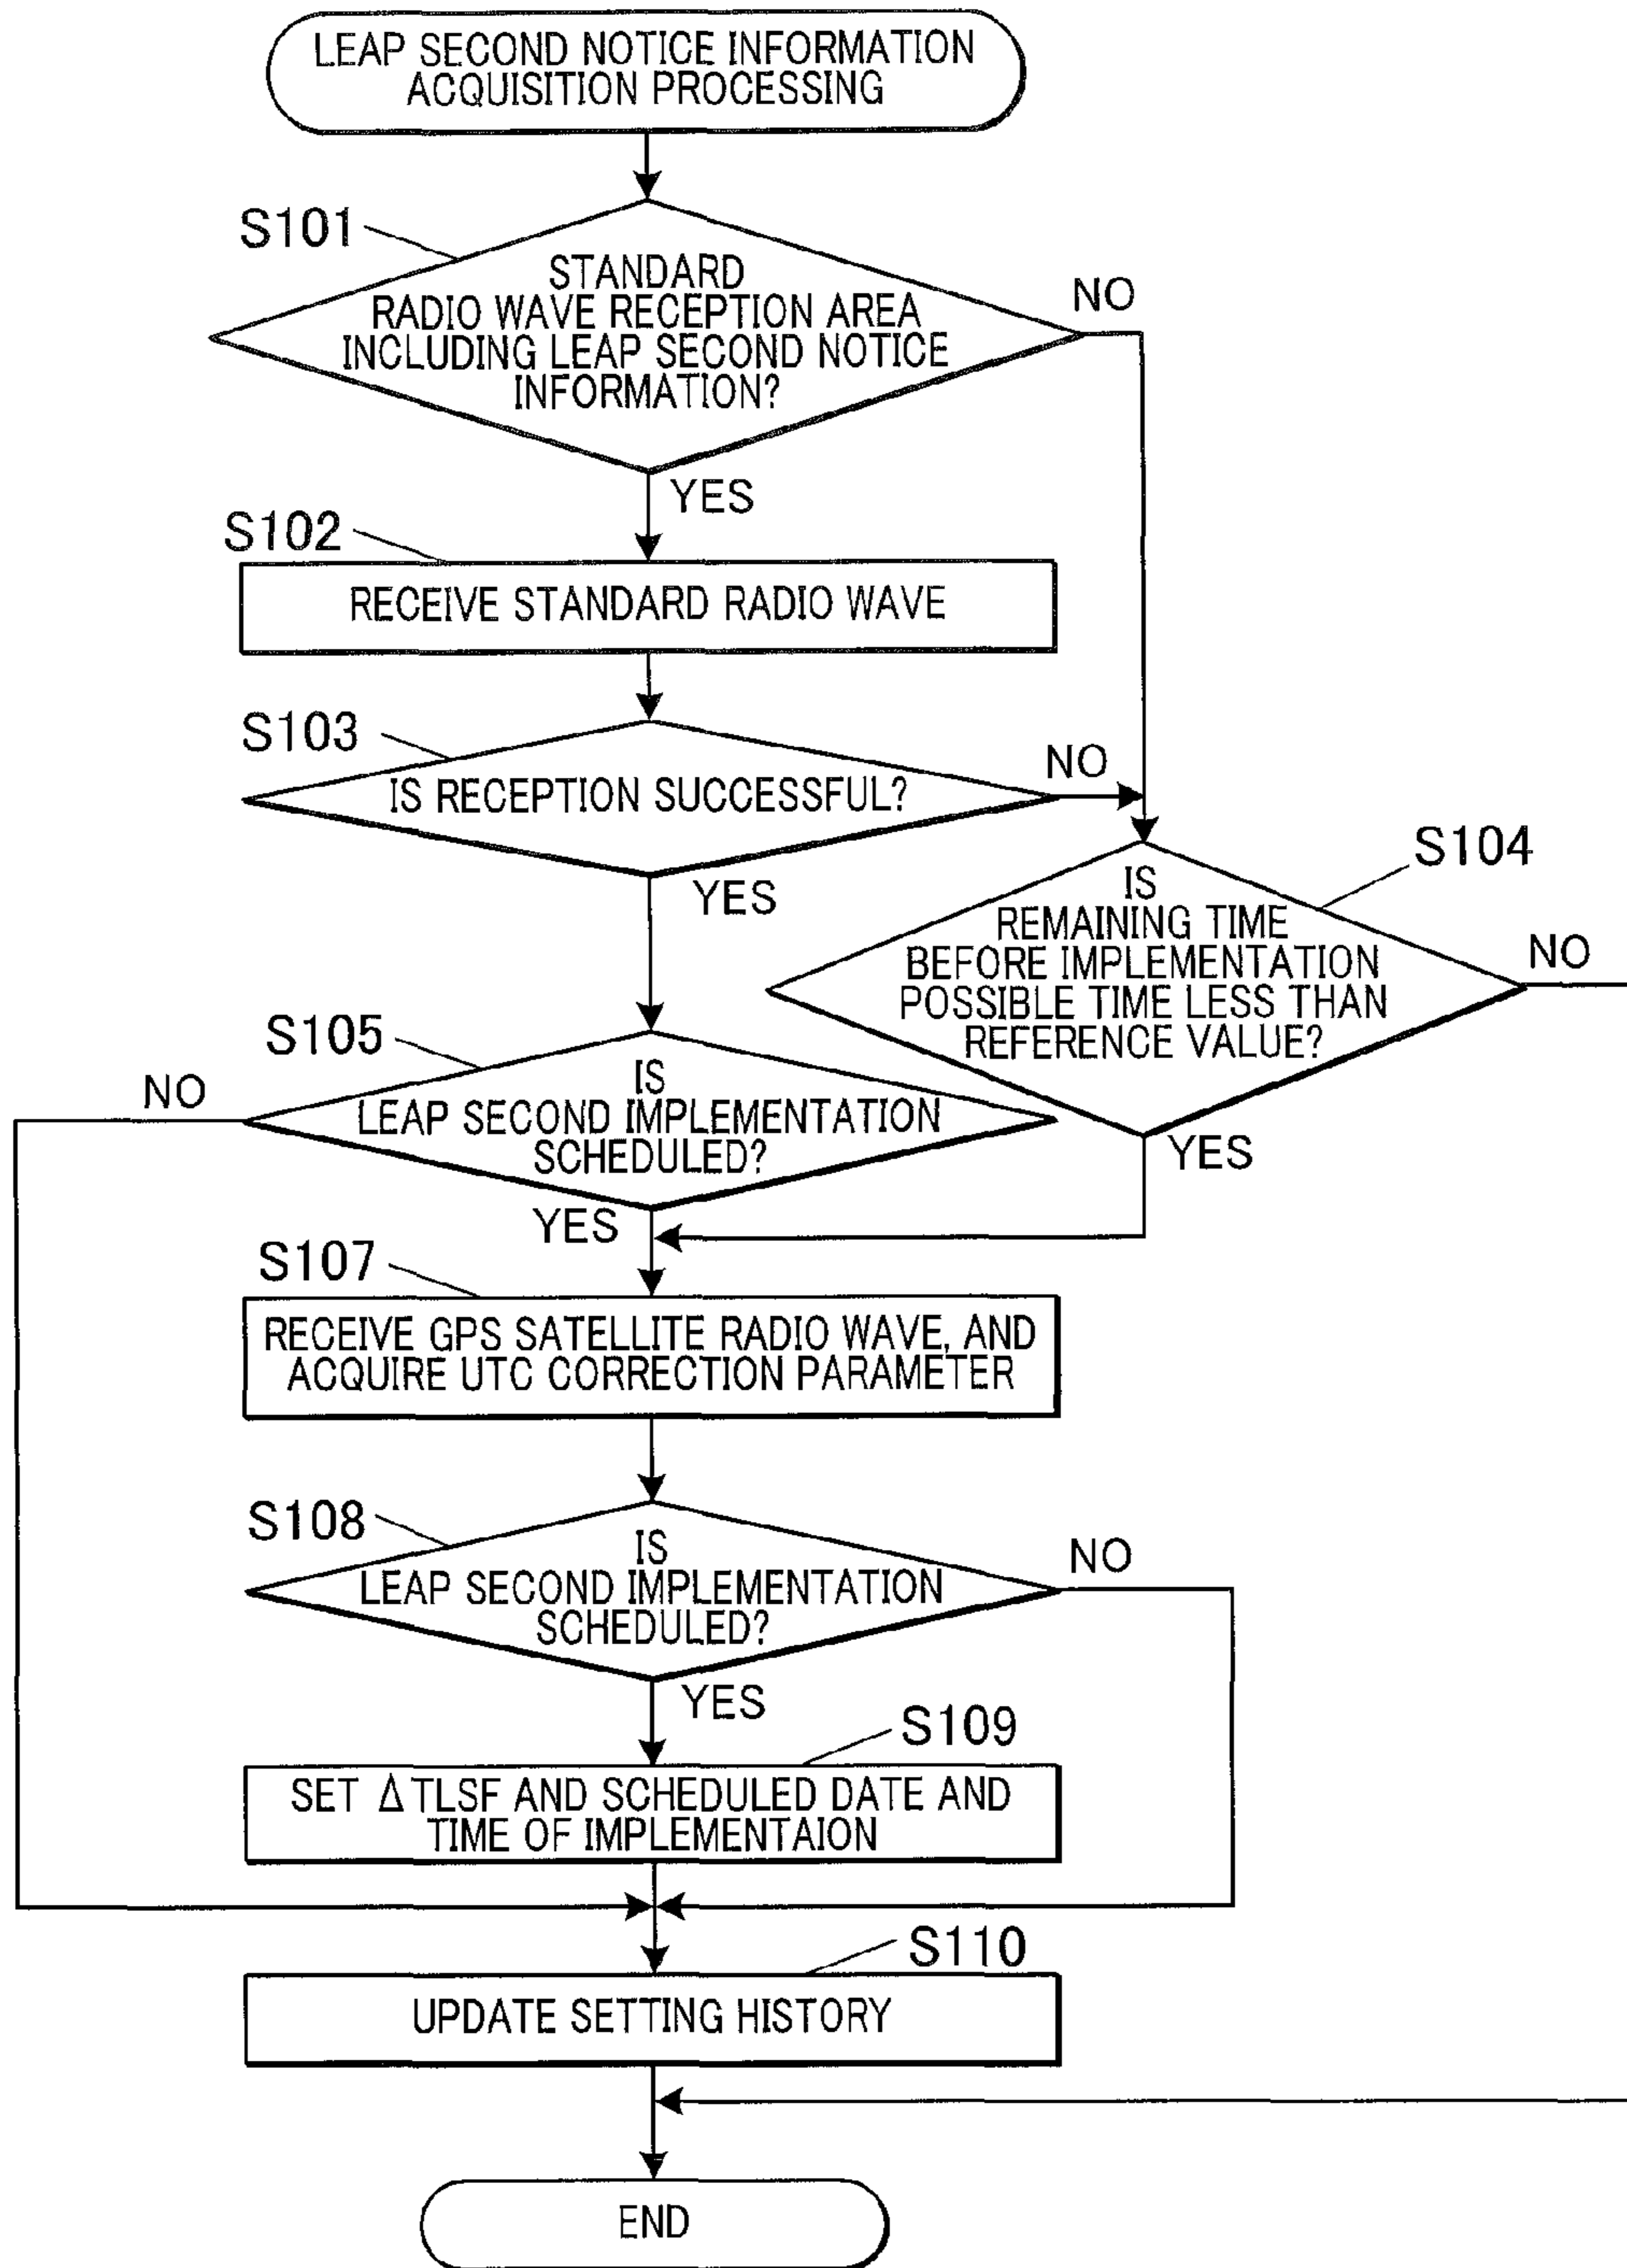 LEAP SECOND NOTICE INFORMATION
ACQUISITION PROCESSING
S101
STANDARD
RADIO WAVE RECEPTION AREA
INCLUDING LEAP SECOND NOTICE
INFORMATION?
NO
YES
S102
RECEIVE STANDARD RADIO WAVE
S103
IS RECEPTION SUCCESSFUL?
NO
YES
S104
IS
REMAINING TIME
BEFORE IMPLEMENTATION
POSSIBLE TIME LESS THAN
REFERENCE VALUE?
NO
YES
S105
IS
LEAP SECOND IMPLEMENTATION
SCHEDULED?
NO
YES
S107
RECEIVE GPS SATELLITE RADIO WAVE, AND
ACQUIRE UTC CORRECTION PARAMETER
S108
IS
LEAP SECOND IMPLEMENTATION
SCHEDULED?
NO
YES
S109
SET Δ TLSF AND SCHEDULED DATE AND
TIME OF IMPLEMENTAION
S110
UPDATE SETTING HISTORY
END